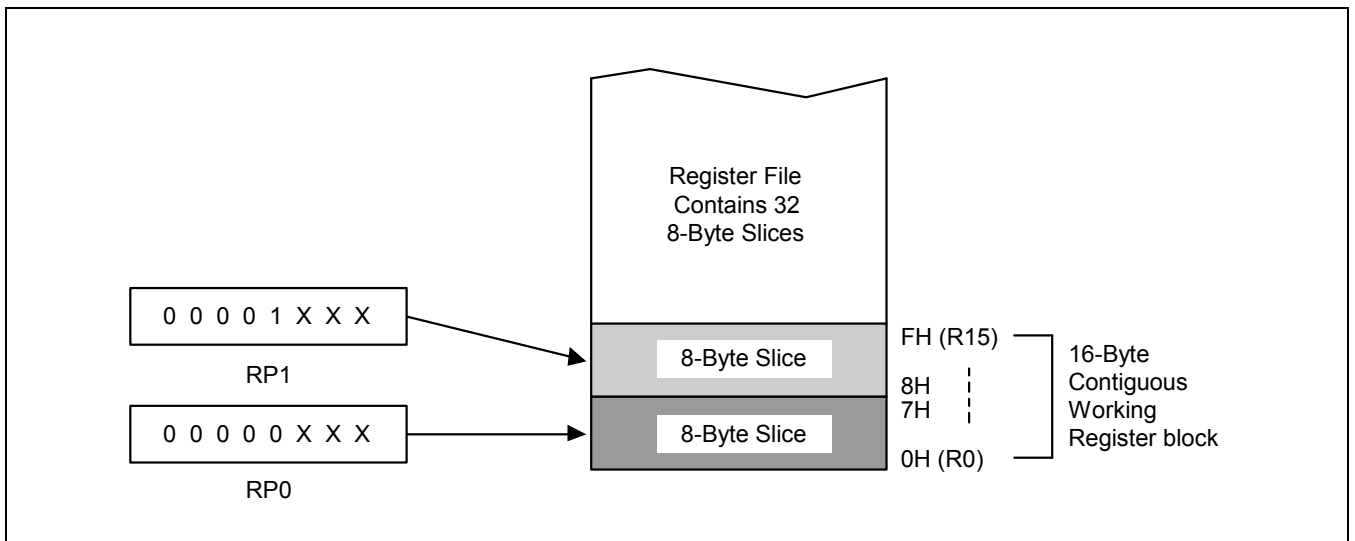 Register File
Contains 32
8-Byte Slices
0 0 0 0 1 X X X
RP1
0 0 0 0 0 X X X
RP0
8-Byte Slice
8-Byte Slice
FH (R15)
8H
7H
0H (R0)
16-Byte
Contiguous
Working
Register block